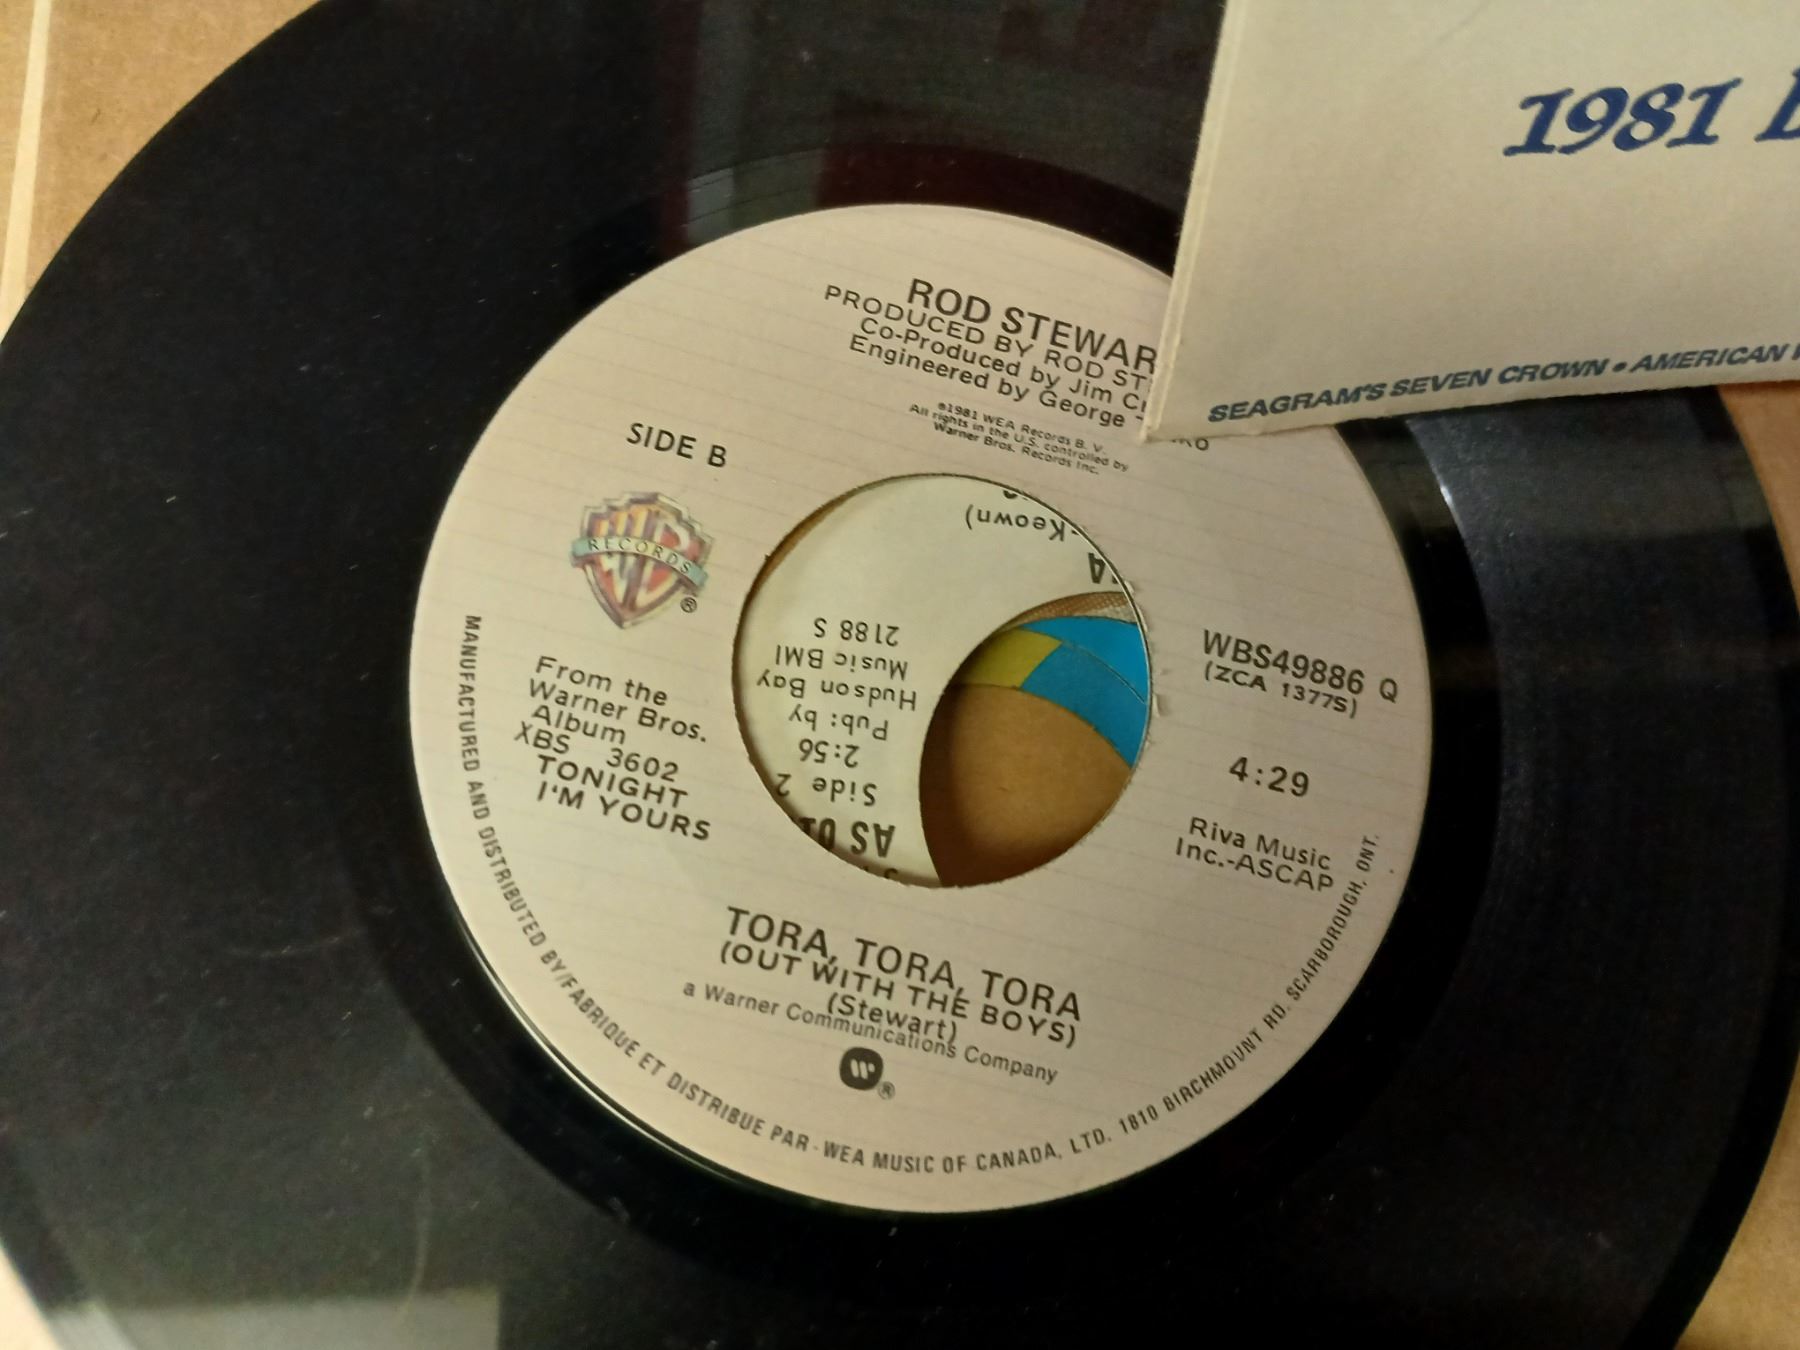 1981
SEAGRAM'S SEVEN CROWN • AMERICAN
ROD STEWAR
PRODUCED BY ROD ST
Co-Produced by Jim C
Engineered by George
℗1981 WEA Records B. V.
All rights in the U.S. controlled by
Warner Bros. Records Inc.
SIDE B
RECORDS
®
From the
Warner Bros.
Album
XBS 3602
TONIGHT
I'M YOURS
WBS49886 Q
(ZCA 1377S)
4:29
Riva Music
Inc.-ASCAP
TORA, TORA, TORA
(OUT WITH THE BOYS)
(Stewart)
a Warner Communications Company
®
MANUFACTURED AND DISTRIBUTED BY/FABRIQUE ET DISTRIBUE PAR - WEA MUSIC OF CANADA, LTD. 1810 BIRCHMOUNT RD. SCARBOROUGH, ONT.
AS 01
Side 2
2:56
Pub: by
Hudson Bay
Music BMI
2188 S
-Keown)